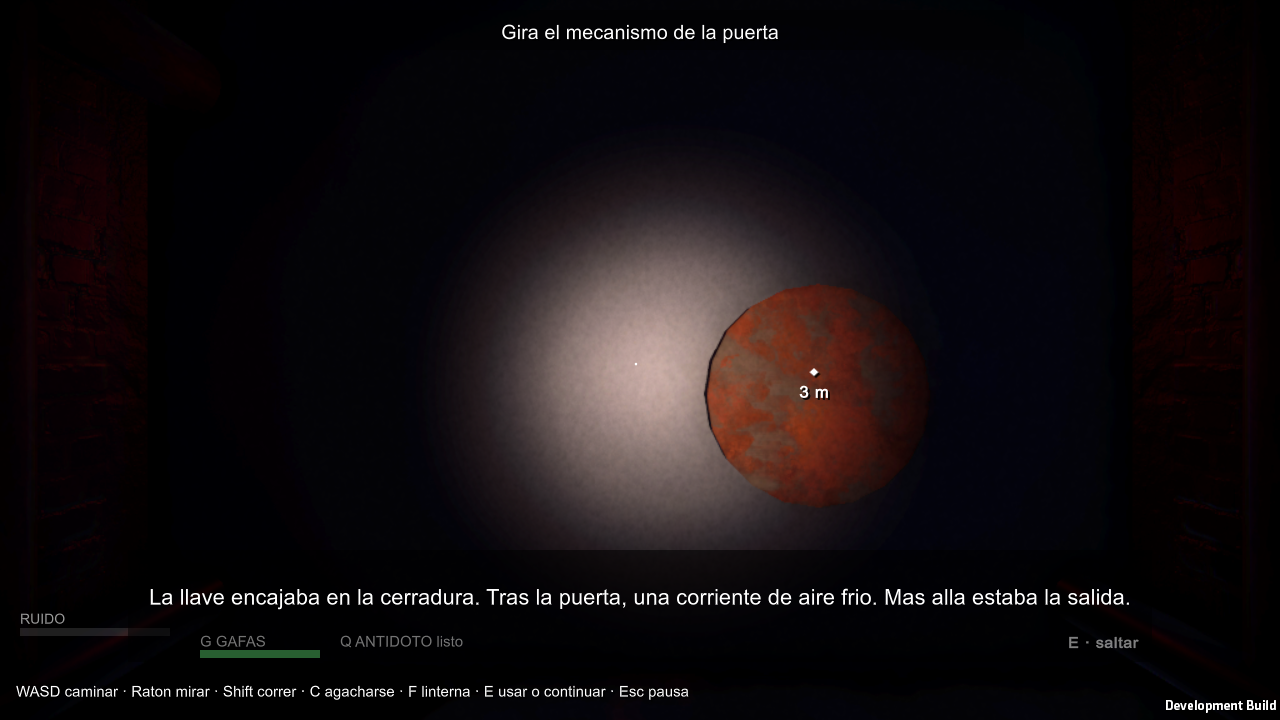 Gira el mecanismo de la puerta
3 m
La llave encajaba en la cerradura. Tras la puerta, una corriente de aire frio. Mas alla estaba la salida.
RUIDO
G GAFAS
Q ANTIDOTO listo
E · saltar
WASD caminar · Raton mirar · Shift correr · C agacharse · F linterna · E usar o continuar · Esc pausa
Development Build